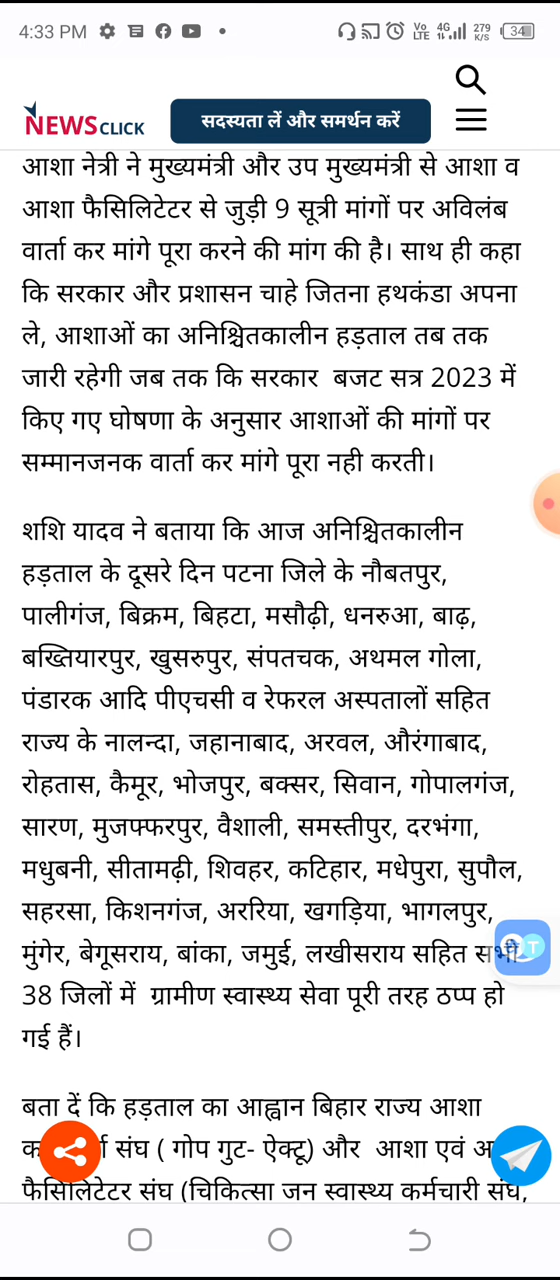 4:33 PM
Vo LTE 4G 279 K/S 34
NEWSCLICK
सदस्यता लें और समर्थन करें
आशा नेत्री ने मुख्यमंत्री और उप मुख्यमंत्री से आशा व
आशा फैसिलिटेटर से जुड़ी 9 सूत्री मांगों पर अविलंब
वार्ता कर मांगे पूरा करने की मांग की है। साथ ही कहा
कि सरकार और प्रशासन चाहे जितना हथकंडा अपना
ले, आशाओं का अनिश्चितकालीन हड़ताल तब तक
जारी रहेगी जब तक कि सरकार बजट सत्र 2023 में
किए गए घोषणा के अनुसार आशाओं की मांगों पर
सम्मानजनक वार्ता कर मांगे पूरा नही करती।
शशि यादव ने बताया कि आज अनिश्चितकालीन
हड़ताल के दूसरे दिन पटना जिले के नौबतपुर,
पालीगंज, बिक्रम, बिहटा, मसौढ़ी, धनरुआ, बाढ़,
बख्तियारपुर, खुसरुपुर, संपतचक, अथमल गोला,
पंडारक आदि पीएचसी व रेफरल अस्पतालों सहित
राज्य के नालन्दा, जहानाबाद, अरवल, औरंगाबाद,
रोहतास, कैमूर, भोजपुर, बक्सर, सिवान, गोपालगंज,
सारण, मुजफ्फरपुर, वैशाली, समस्तीपुर, दरभंगा,
मधुबनी, सीतामढ़ी, शिवहर, कटिहार, मधेपुरा, सुपौल,
सहरसा, किशनगंज, अररिया, खगड़िया, भागलपुर,
मुंगेर, बेगूसराय, बांका, जमुई, लखीसराय सहित सभी
38 जिलों में ग्रामीण स्वास्थ्य सेवा पूरी तरह ठप्प हो
गई हैं।
बता दें कि हड़ताल का आह्वान बिहार राज्य आशा
संघ ( गोप गुट- ऐक्टू) और आशा एवं
फैसिलिटेटर संघ (चिकित्सा जन स्वास्थ्य कर्मचारी संघ,